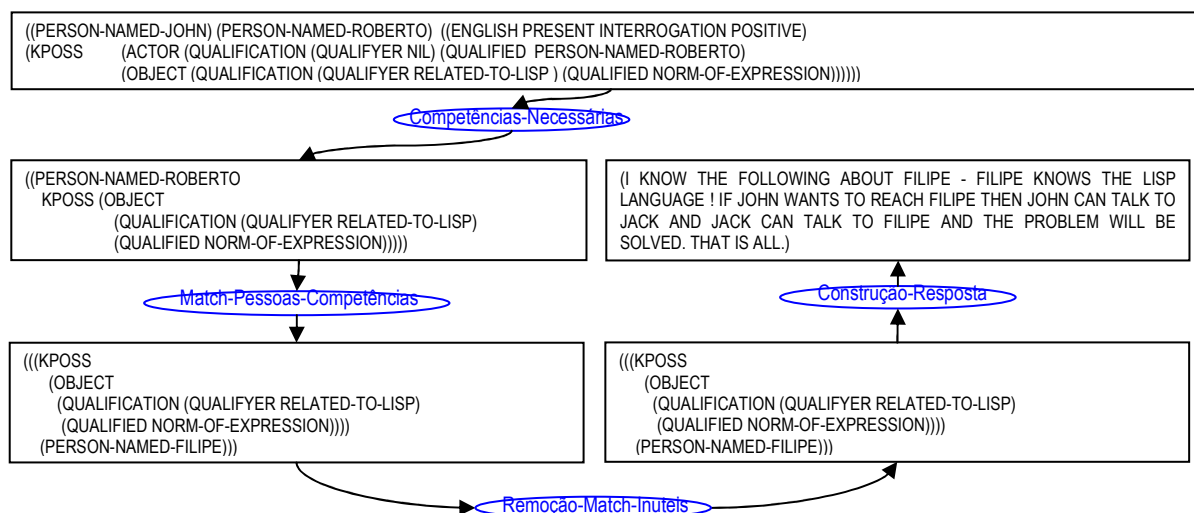 ((PERSON-NAMED-JOHN) (PERSON-NAMED-ROBERTO) ((ENGLISH PRESENT INTERROGATION POSITIVE)
(KPOSS (ACTOR (QUALIFICATION (QUALIFYER NIL) (QUALIFIED PERSON-NAMED-ROBERTO)
(OBJECT (QUALIFICATION (QUALIFYER RELATED-TO-LISP ) (QUALIFIED NORM-OF-EXPRESSION))))))
Competências-Necessárias
((PERSON-NAMED-ROBERTO
KPOSS (OBJECT
(QUALIFICATION (QUALIFYER RELATED-TO-LISP)
(QUALIFIED NORM-OF-EXPRESSION)))))
Match-Pessoas-Competências
(((KPOSS
(OBJECT
(QUALIFICATION (QUALIFYER RELATED-TO-LISP)
(QUALIFIED NORM-OF-EXPRESSION))))
(PERSON-NAMED-FILIPE)))
Remoção-Match-Inuteis
(((KPOSS
(OBJECT
(QUALIFICATION (QUALIFYER RELATED-TO-LISP)
(QUALIFIED NORM-OF-EXPRESSION))))
(PERSON-NAMED-FILIPE)))
Construção-Resposta
(I KNOW THE FOLLOWING ABOUT FILIPE - FILIPE KNOWS THE LISP
LANGUAGE ! IF JOHN WANTS TO REACH FILIPE THEN JOHN CAN TALK TO
JACK AND JACK CAN TALK TO FILIPE AND THE PROBLEM WILL BE
SOLVED. THAT IS ALL.)